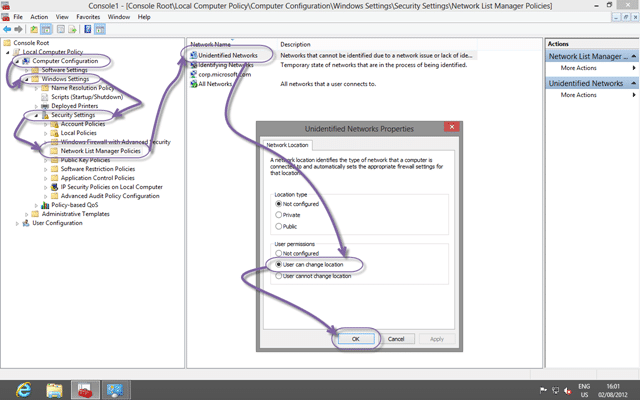 Console1 - [Console Root\Local Computer Policy\Computer Configuration\Windows Settings\Security Settings\Network List Manager Policies]
File Action View Favorites Window Help
Console Root
Local Computer Policy
Computer Configuration
Software Settings
Windows Settings
Name Resolution Policy
Scripts (Startup/Shutdown)
Deployed Printers
Security Settings
Account Policies
Local Policies
Windows Firewall with Advanced Security
Network List Manager Policies
Public Key Policies
Software Restriction Policies
Application Control Policies
IP Security Policies on Local Computer
Advanced Audit Policy Configuration
Policy-based QoS
Administrative Templates
User Configuration
Network Name Description
Unidentified Networks Networks that cannot be identified due to a network issue or lack of ide...
Identifying Networks Temporary state of networks that are in the process of being identified.
corp.microsoft.com
All Networks All networks that a user connects to.
Actions
Network List Manager ...
More Actions
Unidentified Networks
More Actions
Unidentified Networks Properties
Network Location
A network location identifies the type of network that a computer is
connected to and automatically sets the appropriate firewall settings for
that location.
Location type
Not configured
Private
Public
User permissions
Not configured
User can change location
User cannot change location
OK Cancel Apply
ENG 16:01
US 02/08/2012